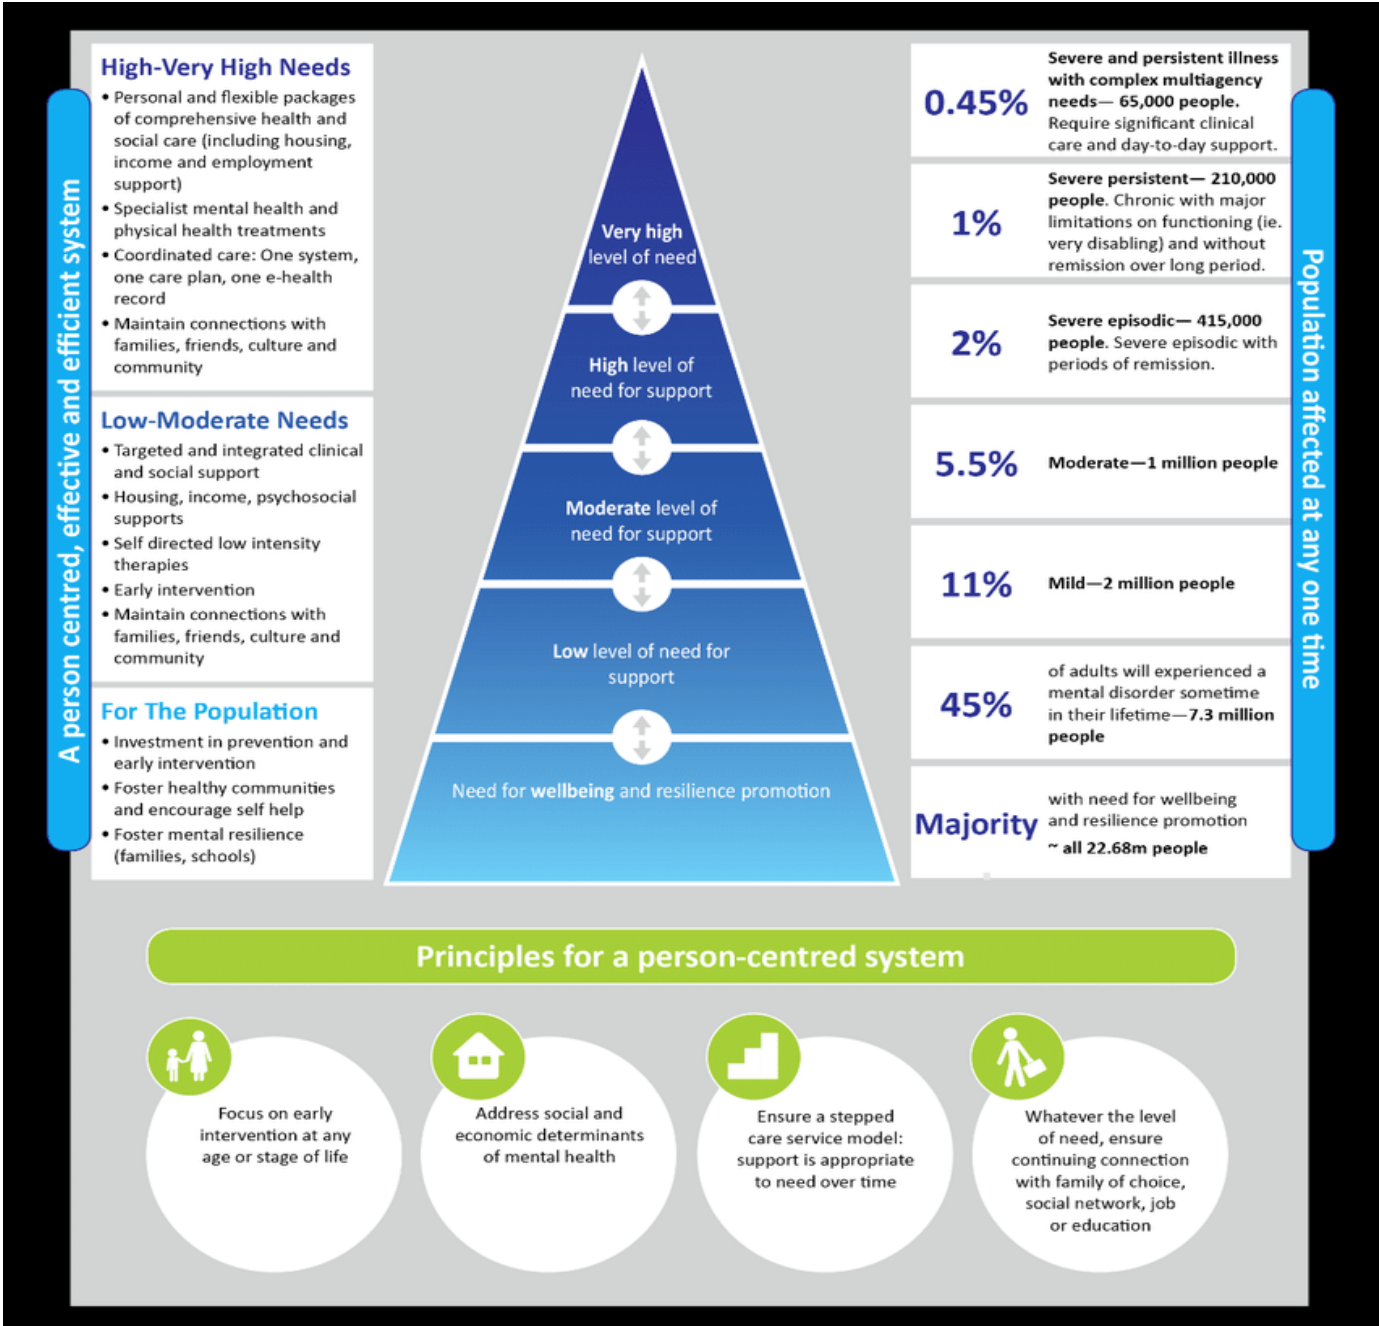 A person centred, effective and efficient system
High-Very High Needs
• Personal and flexible packages
of comprehensive health and
social care (including housing,
income and employment
support)
• Specialist mental health and
physical health treatments
• Coordinated care: One system,
one care plan, one e-health
record
• Maintain connections with
families, friends, culture and
community
Low-Moderate Needs
• Targeted and integrated clinical
and social support
• Housing, income, psychosocial
supports
• Self directed low intensity
therapies
• Early intervention
• Maintain connections with
families, friends, culture and
community
For The Population
• Investment in prevention and
early intervention
• Foster healthy communities
and encourage self help
• Foster mental resilience
(families, schools)
Very high
level of need
High level of
need for support
Moderate level of
need for support
Low level of need for
support
Need for wellbeing and resilience promotion
0.45%
Severe and persistent illness
with complex multiagency
needs— 65,000 people.
Require significant clinical
care and day-to-day support.
1%
Severe persistent— 210,000
people. Chronic with major
limitations on functioning (ie.
very disabling) and without
remission over long period.
2%
Severe episodic— 415,000
people. Severe episodic with
periods of remission.
5.5%
Moderate—1 million people
11%
Mild—2 million people
45%
of adults will experienced a
mental disorder sometime
in their lifetime—7.3 million
people
Majority
with need for wellbeing
and resilience promotion
~ all 22.68m people
Population affected at any one time
Principles for a person-centred system
Focus on early
intervention at any
age or stage of life
Address social and
economic determinants
of mental health
Ensure a stepped
care service model:
support is appropriate
to need over time
Whatever the level
of need, ensure
continuing connection
with family of choice,
social network, job
or education